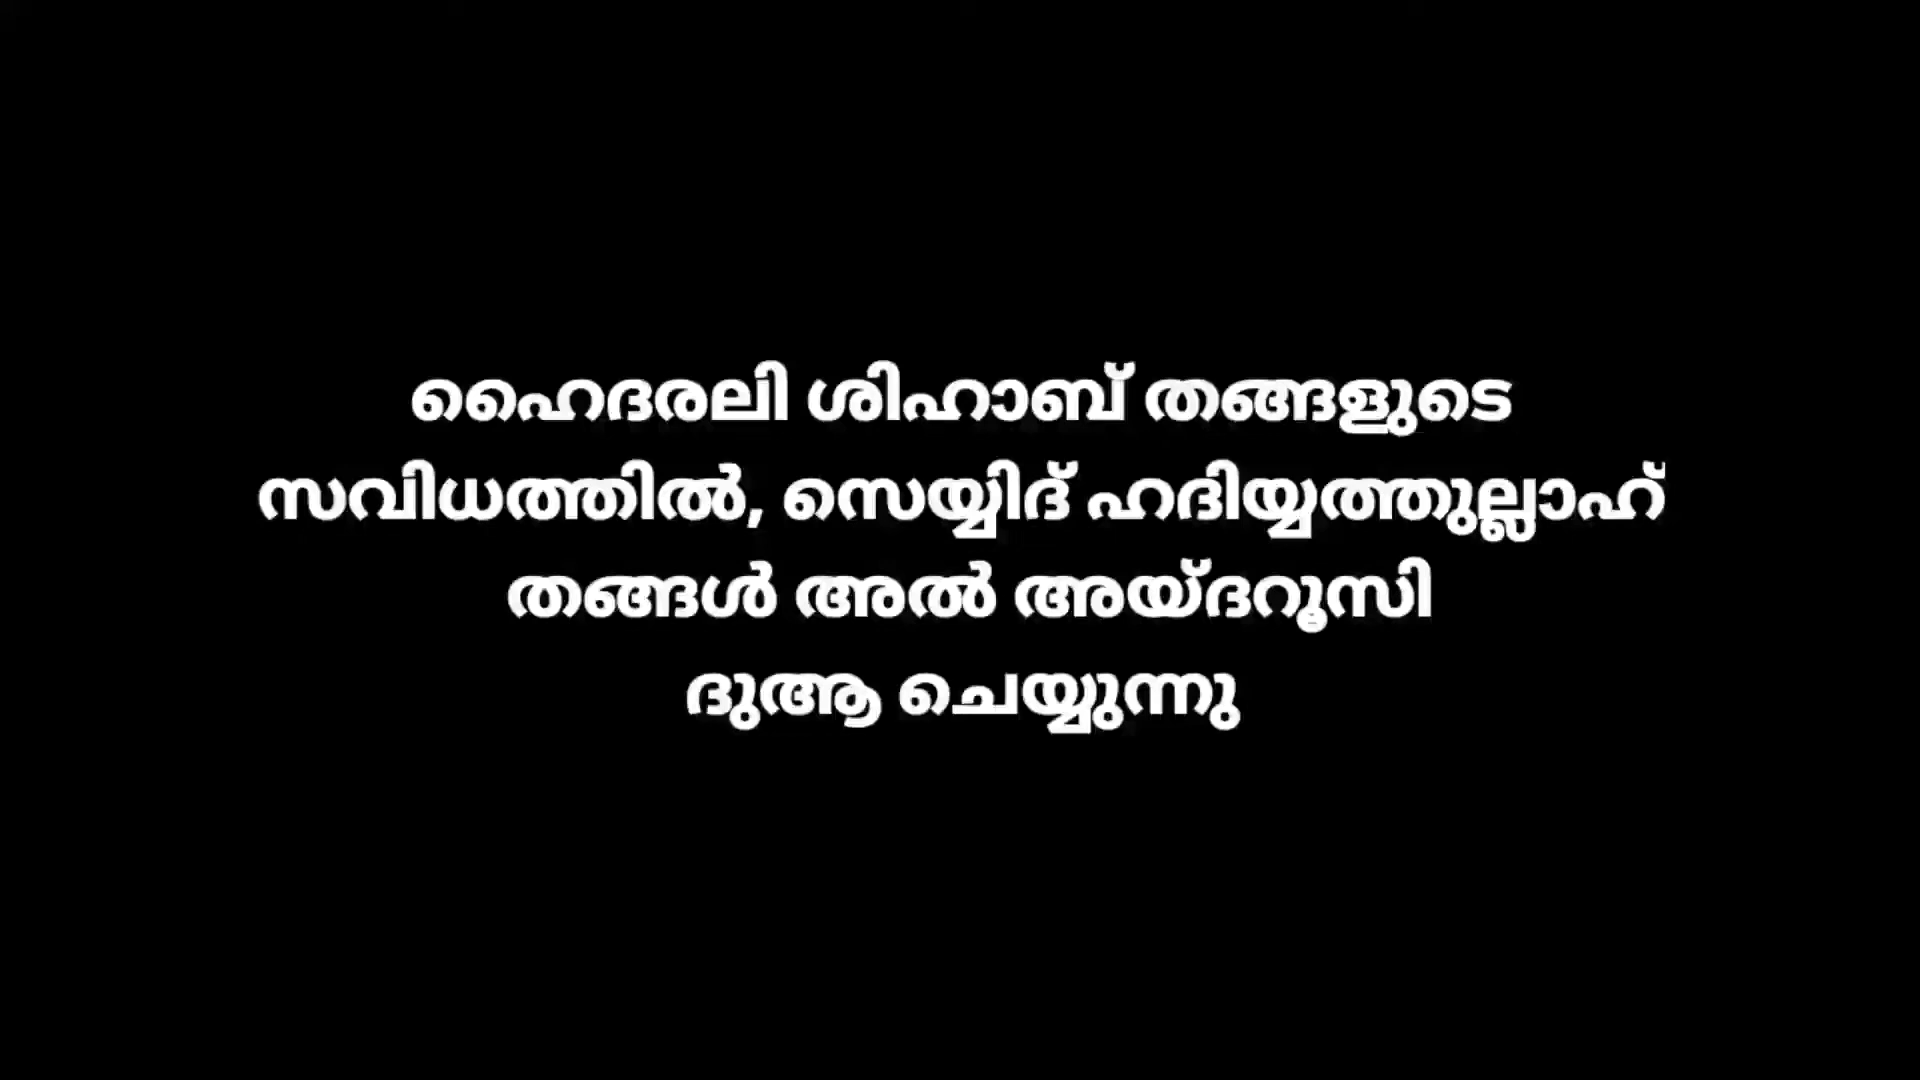 ഹൈദരലി ശിഹാബ് തങ്ങളുടെ
സവിധത്തിൽ, സെയ്യിദ് ഹദിയ്യത്തുല്ലാഹ്
തങ്ങൾ അൽ അയ്ദറൂസി
ദുആ ചെയ്യുന്നു